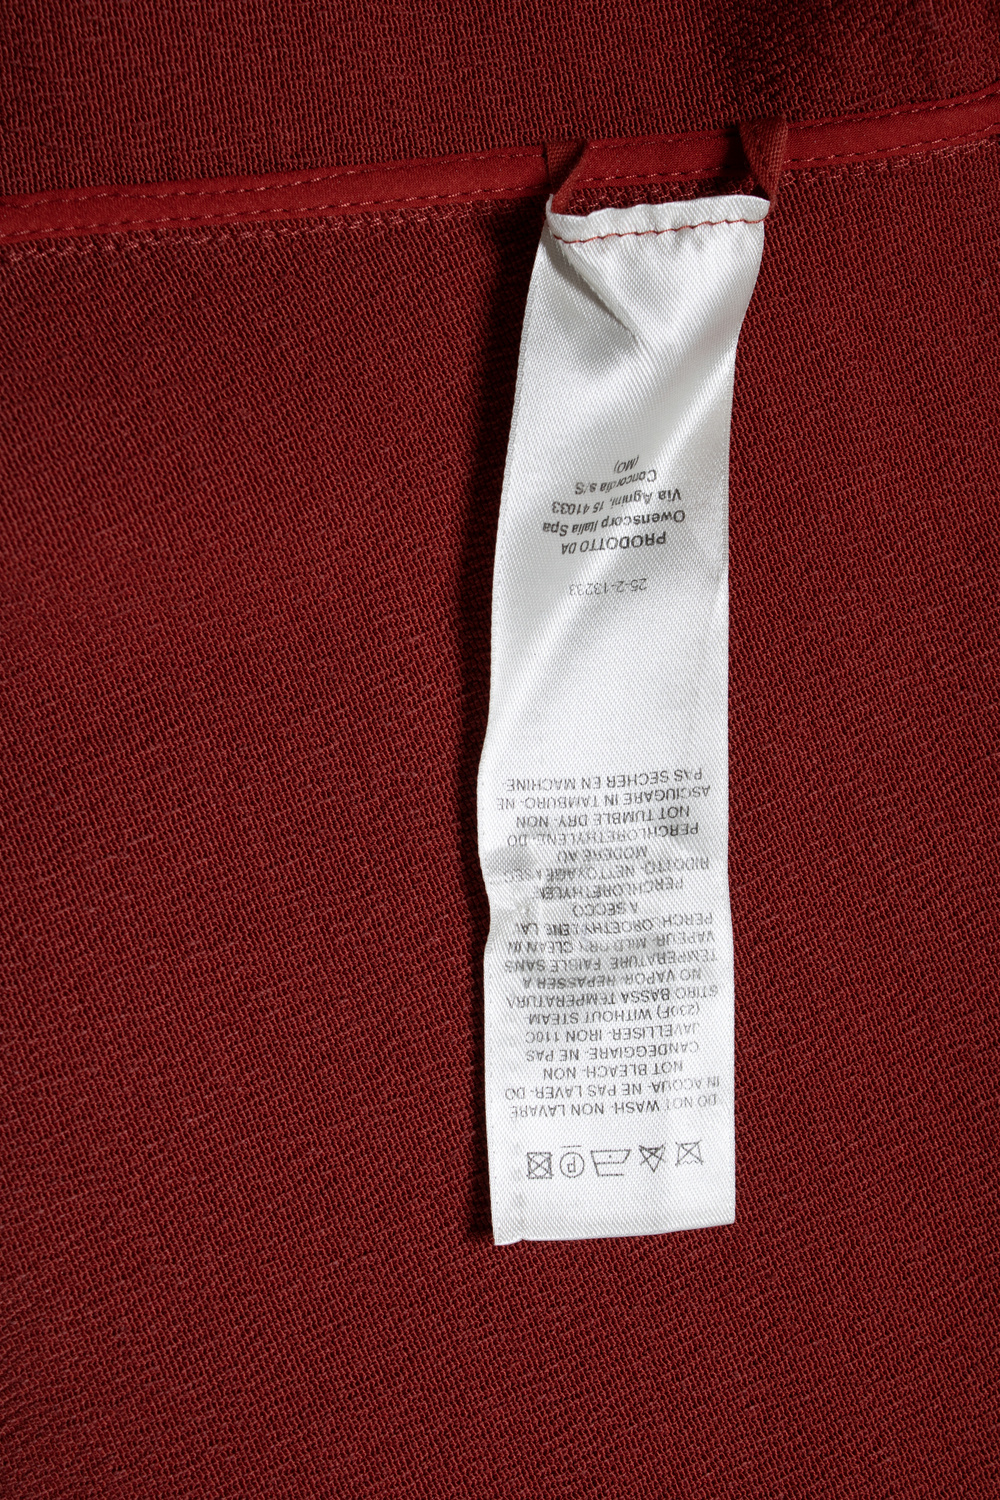 DO NOT WASH- NON LAVARE
IN ACQUA- NE PAS LAVER- DO
NOT BLEACH- NON
CANDEGGIARE- NE PAS
JAVELLISER- IRON 110C
(230F) WITHOUT STEAM
STIRO BASSA TEMPERATURA
NO VAPOR- REPASSER A
TEMPERATURE FAIBLE SANS
VAPEUR- MILD DRY CLEAN IN
PERCHLOROETHYLENE
A SECCO
PERCHLORETHYLEN
RIDOTTO- NETTOYAGE A SEC
MODERE AU
PERCHLORETHYLENE- DO
NOT TUMBLE DRY- NON
ASCIUGARE IN TAMBURO- NE
PAS SECHER EN MACHINE
25-2-13233
PRODOTTO DA
Owenscorp Italia Spa
Via Agnini, 15 41033
Concordia s/S
(MO)